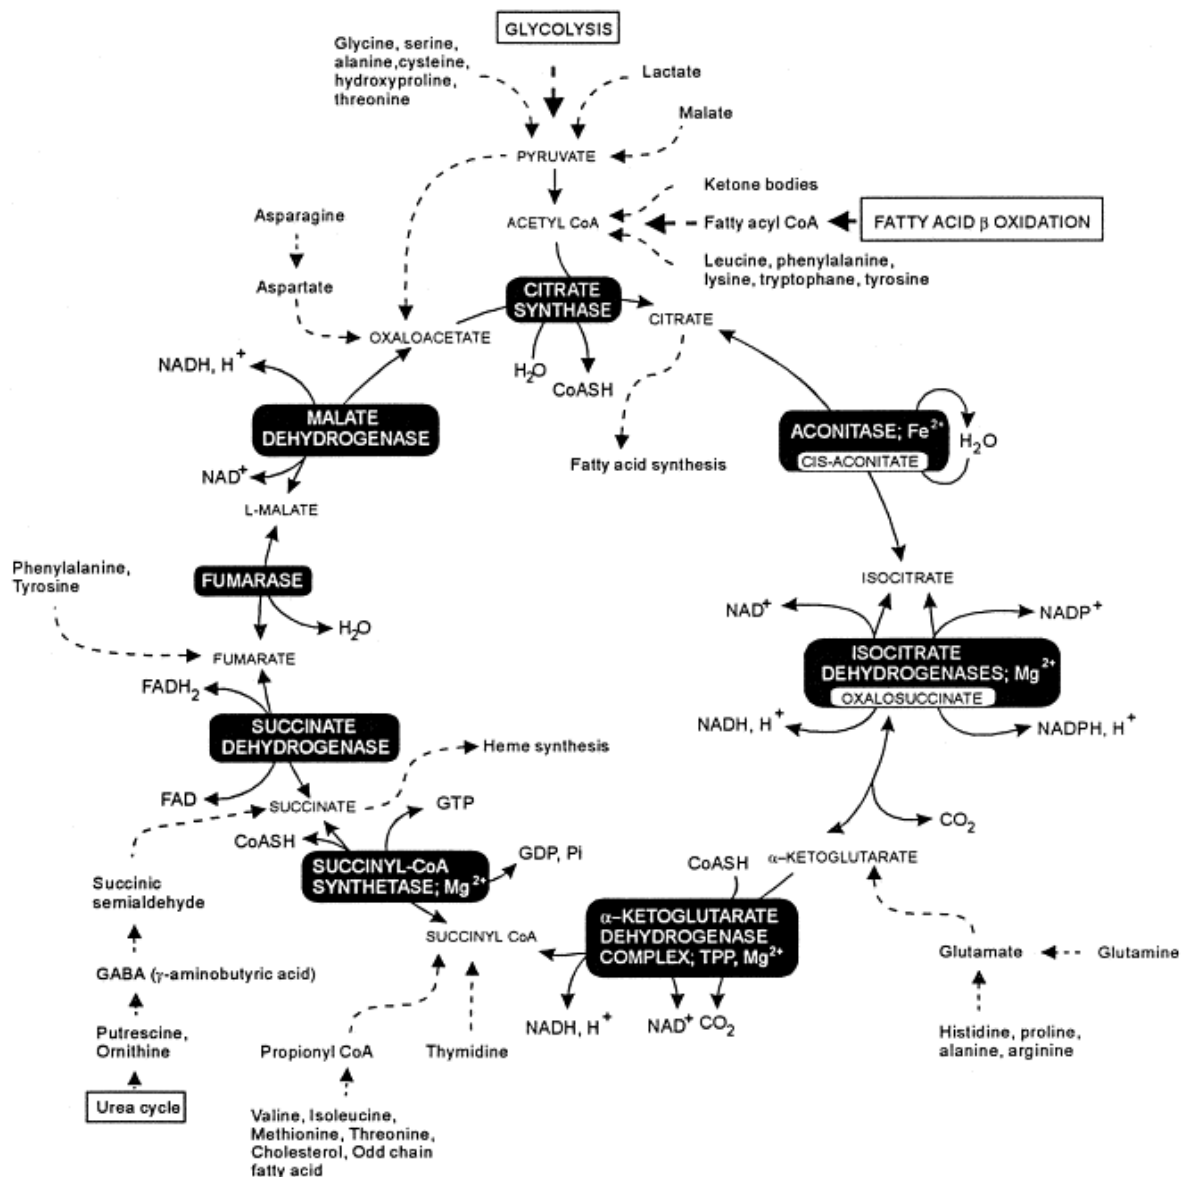 GLYCOLYSIS
Glycine, serine,
alanine,cysteine,
hydroxyproline,
threonine
Lactate
Malate
PYRUVATE
Ketone bodies
Asparagine
ACETYL CoA
Fatty acyl CoA
FATTY ACID β OXIDATION
Leucine, phenylalanine,
lysine, tryptophane, tyrosine
Aspartate
CITRATE
SYNTHASE
CITRATE
OXALOACETATE
NADH, H+
H2O
CoASH
MALATE
DEHYDROGENASE
ACONITASE; Fe2+
CIS-ACONITATE
H2O
Fatty acid synthesis
NAD+
L-MALATE
Phenylalanine,
Tyrosine
FUMARASE
ISOCITRATE
NAD+
NADP+
H2O
FUMARATE
ISOCITRATE
DEHYDROGENASES; Mg2+
OXALOSUCCINATE
FADH2
SUCCINATE
DEHYDROGENASE
NADH, H+
NADPH, H+
Heme synthesis
FAD
SUCCINATE
GTP
CO2
CoASH
GDP, Pi
SUCCINYL-CoA
SYNTHETASE; Mg2+
CoASH
α–KETOGLUTARATE
Succinic
semialdehyde
α–KETOGLUTARATE
DEHYDROGENASE
COMPLEX; TPP, Mg2+
SUCCINYL CoA
Glutamate
Glutamine
GABA (γ-aminobutyric acid)
NADH, H+
NAD+
CO2
Putrescine,
Ornithine
Propionyl CoA
Thymidine
Histidine, proline,
alanine, arginine
Urea cycle
Valine, Isoleucine,
Methionine, Threonine,
Cholesterol, Odd chain
fatty acid